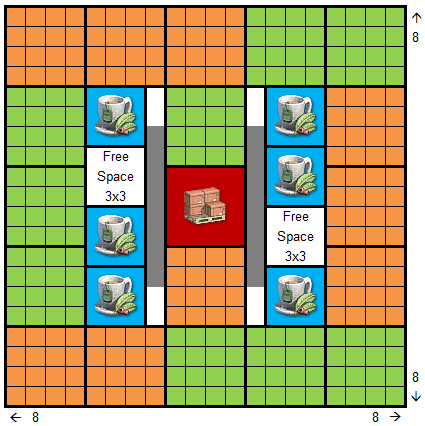 ↑
8
Free
Space
3x3
Free
Space
3x3
8
↓
← 8
8 →